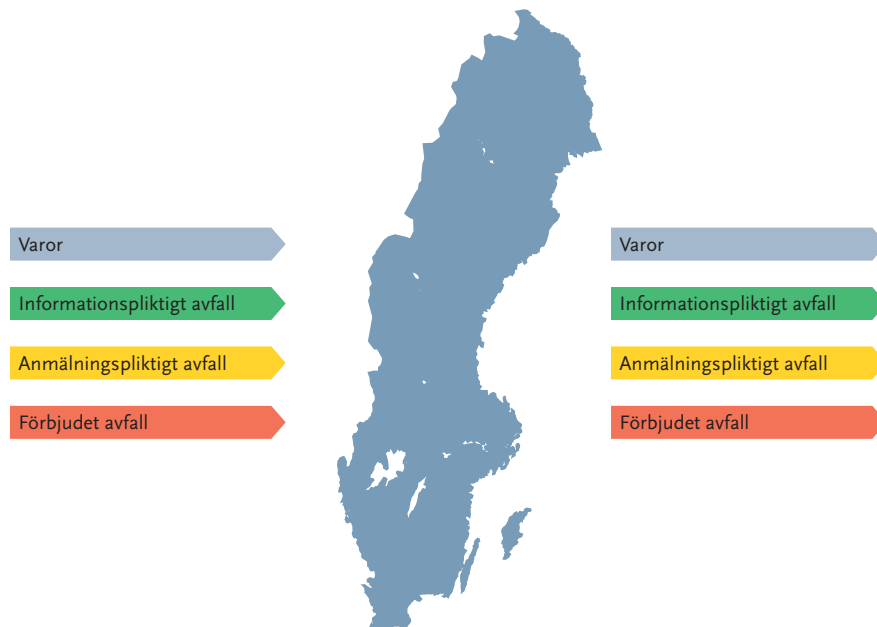 Varor
Informationspliktigt avfall
Anmälningspliktigt avfall
Förbjudet avfall
Varor
Informationspliktigt avfall
Anmälningspliktigt avfall
Förbjudet avfall